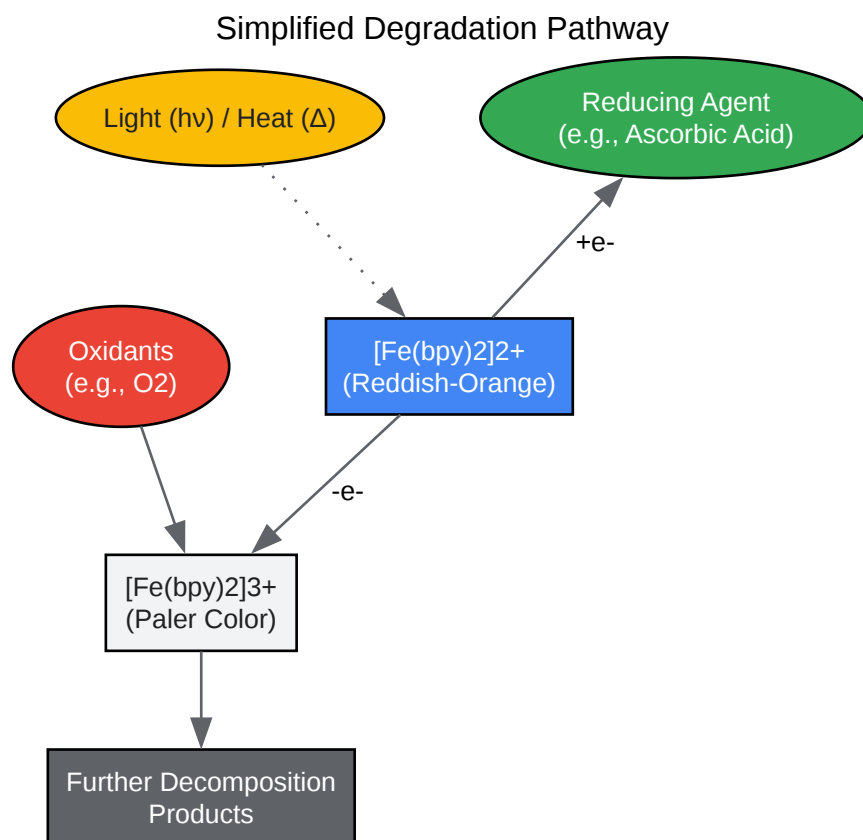 Simplified Degradation Pathway
Light (hν) / Heat (Δ)
Reducing Agent
(e.g., Ascorbic Acid)
+e-
Oxidants
(e.g., O2)
[Fe(bpy)2]2+
(Reddish-Orange)
-e-
[Fe(bpy)2]3+
(Paler Color)
Further Decomposition
Products